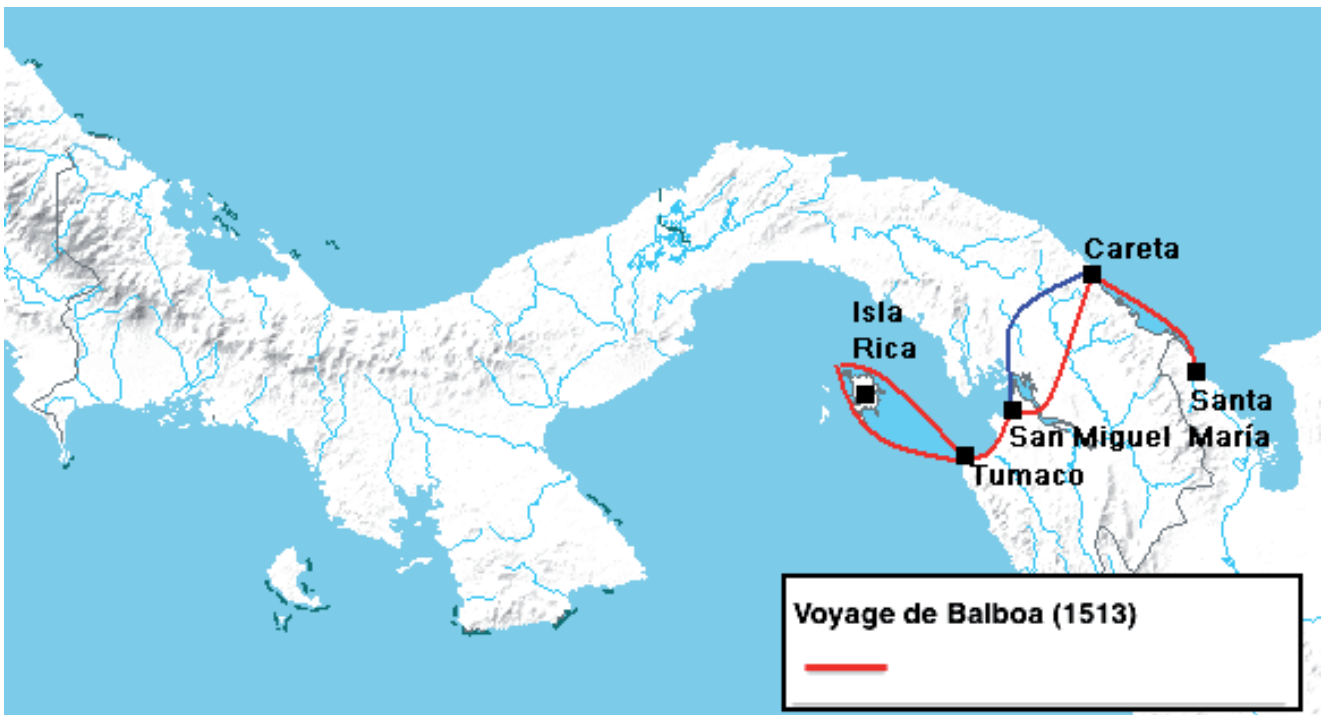 Careta
Isla
Rica
Santa
María
San Miguel
Tumaco
Voyage de Balboa (1513)